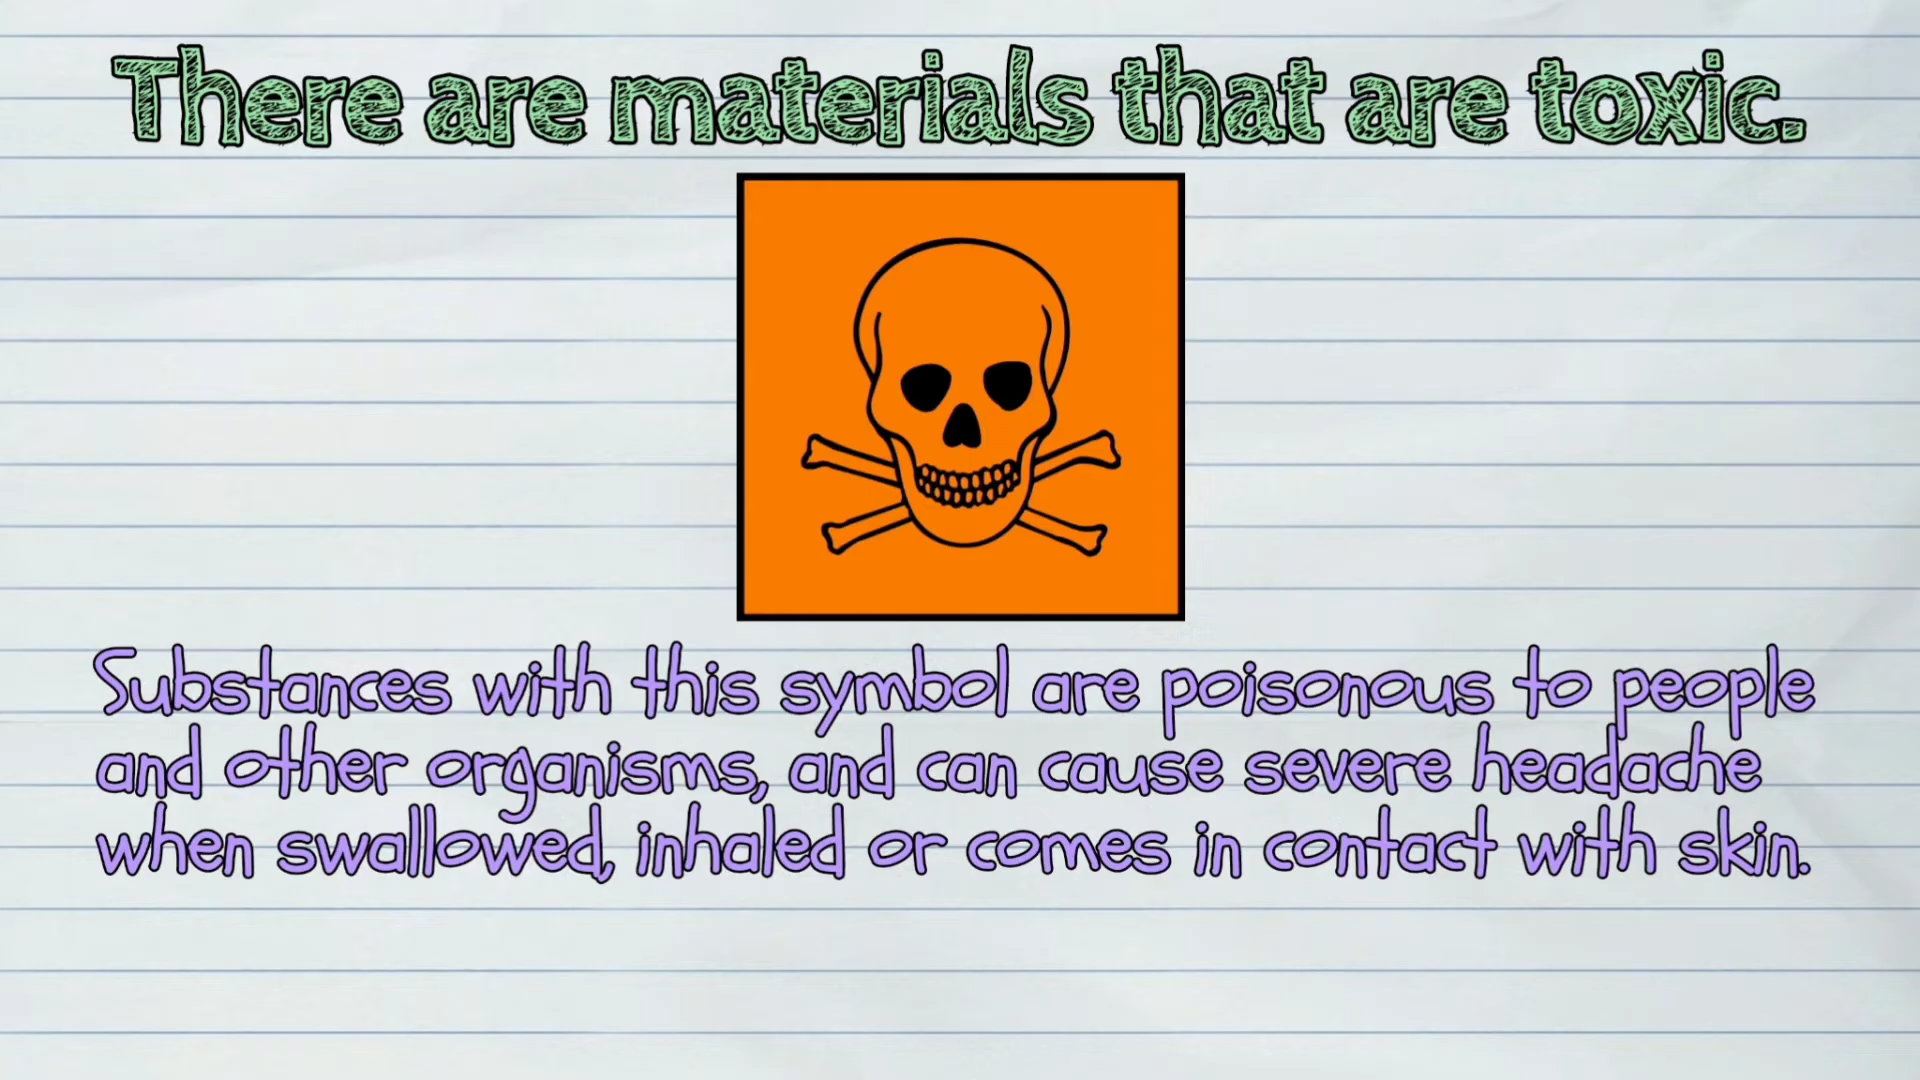 There are materials that are toxic.
Substances with this symbol are poisonous to people
and other organisms, and can cause severe headache
when swallowed, inhaled or comes in contact with skin.